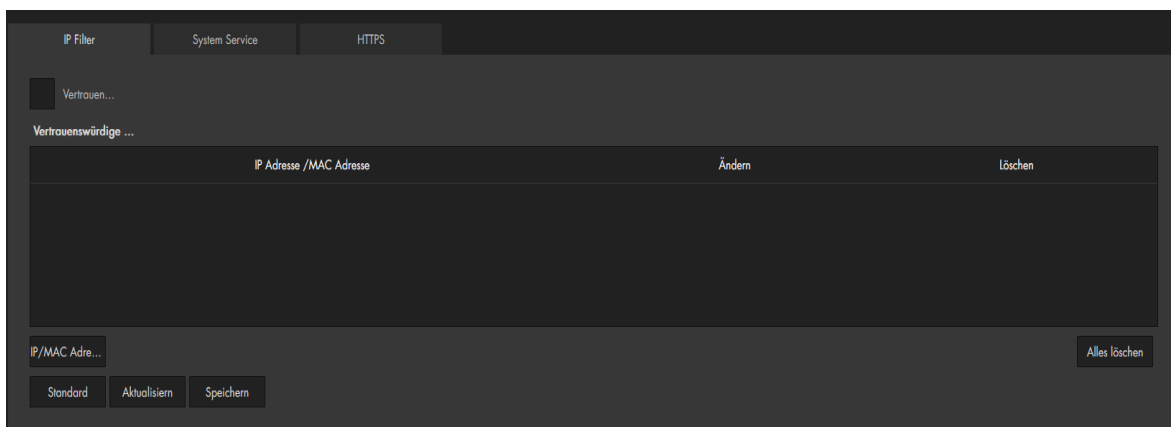 IP Filter System Service HTTPS
Vertrauen...
Vertrauenswürdige ...
IP Adresse /MAC Adresse Ändern Löschen
IP/MAC Adre... Alles löschen
Standard Aktualisiern Speichern